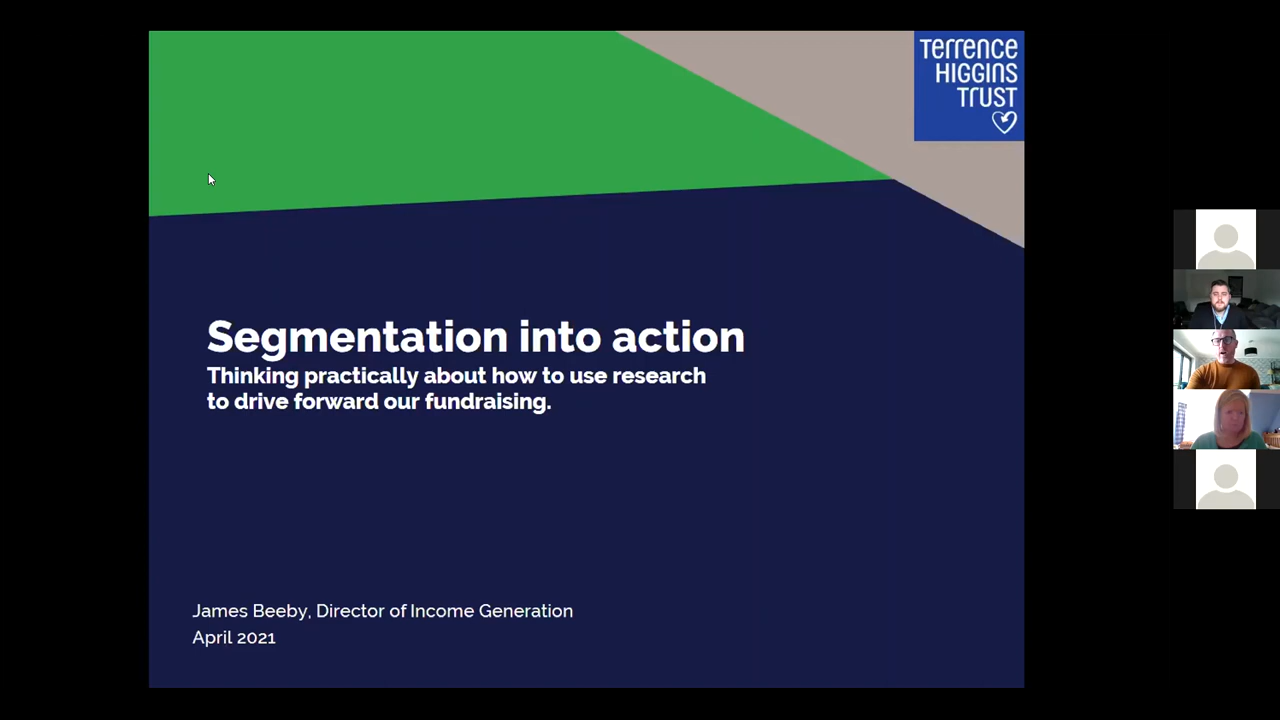 Terrence
HIGGINS
TrusT
Segmentation into action
Thinking practically about how to use research
to drive forward our fundraising.
James Beeby, Director of Income Generation
April 2021